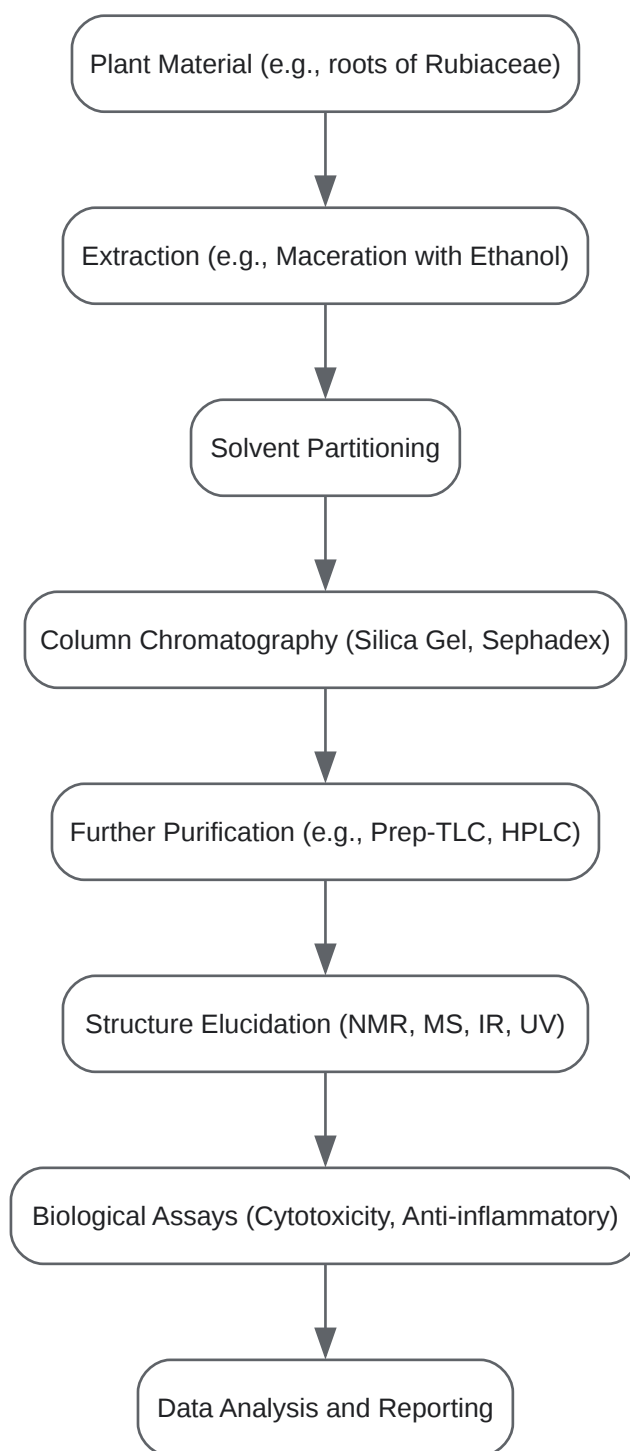 Plant Material (e.g., roots of Rubiaceae)
Extraction (e.g., Maceration with Ethanol)
Solvent Partitioning
Column Chromatography (Silica Gel, Sephadex)
Further Purification (e.g., Prep-TLC, HPLC)
Structure Elucidation (NMR, MS, IR, UV)
Biological Assays (Cytotoxicity, Anti-inflammatory)
Data Analysis and Reporting